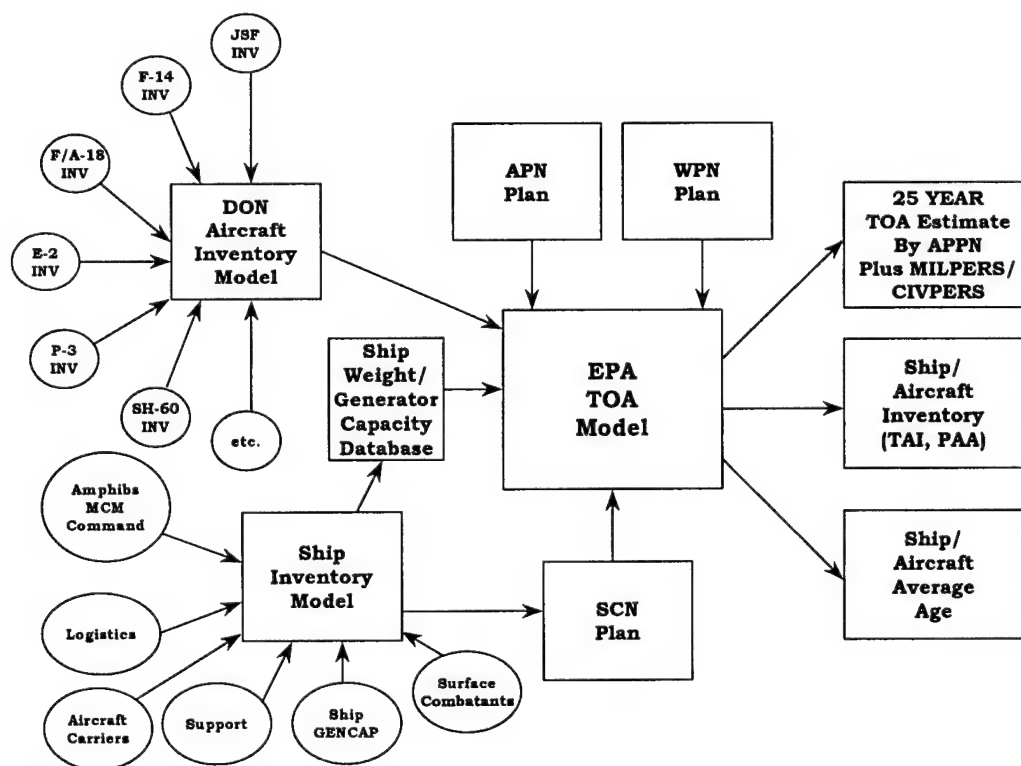 JSF
INV
F-14
INV
F/A-18
INV
E-2
INV
P-3
INV
SH-60
INV
etc.
DON
Aircraft
Inventory
Model
APN
Plan
WPN
Plan
25 YEAR
TOA Estimate
By APPN
Plus MILPERS/
CIVPERS
Ship
Weight/
Generator
Capacity
Database
EPA
TOA
Model
Ship/
Aircraft
Inventory
(TAI, PAA)
Amphibs
MCM
Command
Ship
Inventory
Model
SCN
Plan
Ship/
Aircraft
Average
Age
Logistics
Aircraft
Carriers
Support
Ship
GENCAP
Surface
Combatants